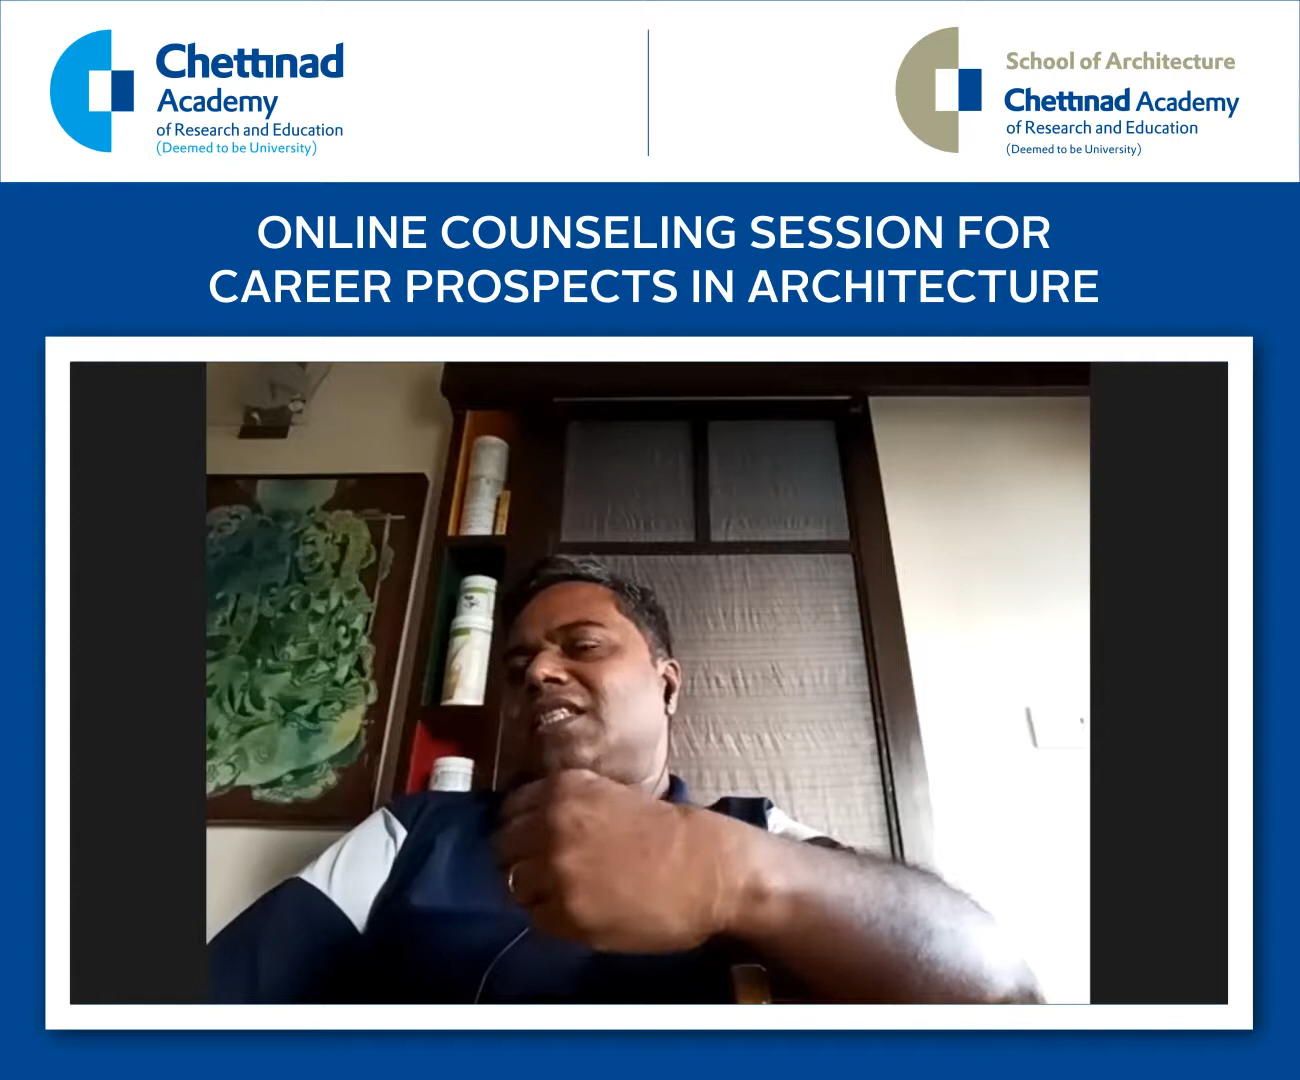 Chettinad
Academy
of Research and Education
(Deemed to be University)
School of Architecture
Chettinad Academy
of Research and Education
(Deemed to be University)
ONLINE COUNSELING SESSION FOR
CAREER PROSPECTS IN ARCHITECTURE